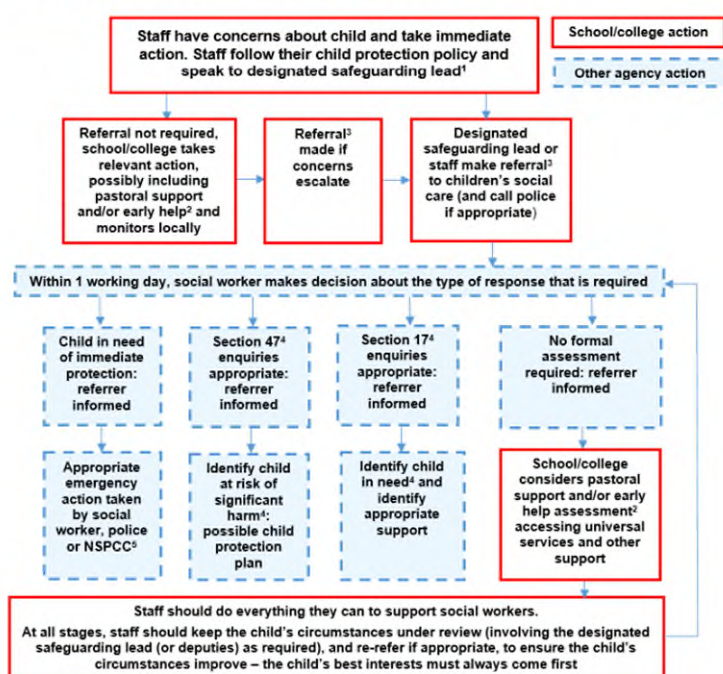 Staff have concerns about child and take immediate
action. Staff follow their child protection policy and
speak to designated safeguarding lead¹
School/college action
Other agency action
Referral not required,
school/college takes
relevant action,
possibly including
pastoral support
and/or early help² and
monitors locally
Referral³
made if
concerns
escalate
Designated
safeguarding lead or
staff make referral³
to children's social
care (and call police
if appropriate)
Within 1 working day, social worker makes decision about the type of response that is required
Child in need
of immediate
protection:
referrer
informed
Section 47⁴
enquiries
appropriate:
referrer
informed
Section 17⁴
enquiries
appropriate:
referrer
informed
No formal
assessment
required: referrer
informed
Appropriate
emergency
action taken
by social
worker, police
or NSPCC⁵
Identify child
at risk of
significant
harm⁴:
possible child
protection
plan
Identify child
in need⁴ and
identify
appropriate
support
School/college
considers pastoral
support and/or early
help assessment²
accessing universal
services and other
support
Staff should do everything they can to support social workers.
At all stages, staff should keep the child's circumstances under review (involving the designated
safeguarding lead (or deputies) as required), and re-refer if appropriate, to ensure the child's
circumstances improve – the child's best interests must always come first